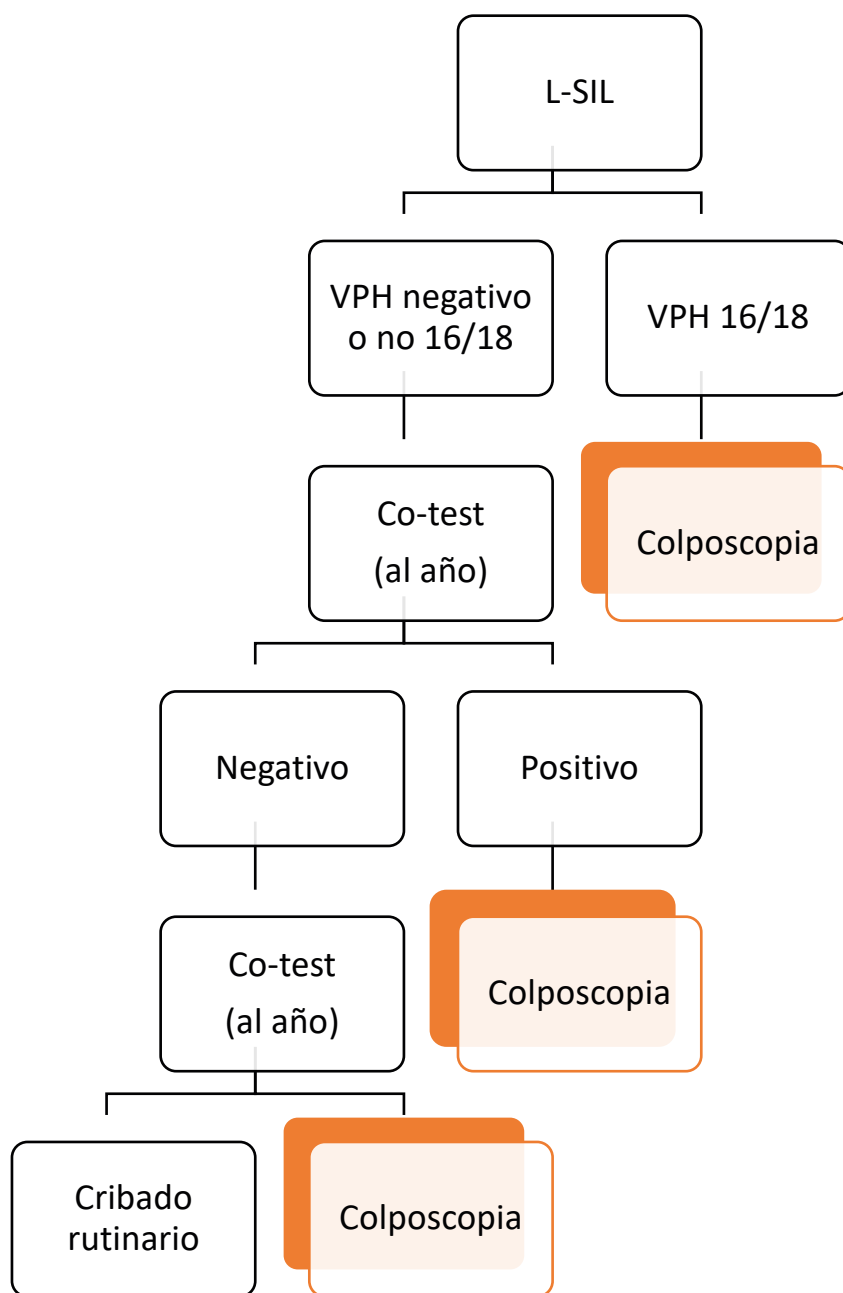 L-SIL
VPH negativo
o no 16/18
VPH 16/18
Co-test
(al año)
Colposcopia
Negativo
Positivo
Co-test
(al año)
Colposcopia
Cribado
rutinario
Colposcopia